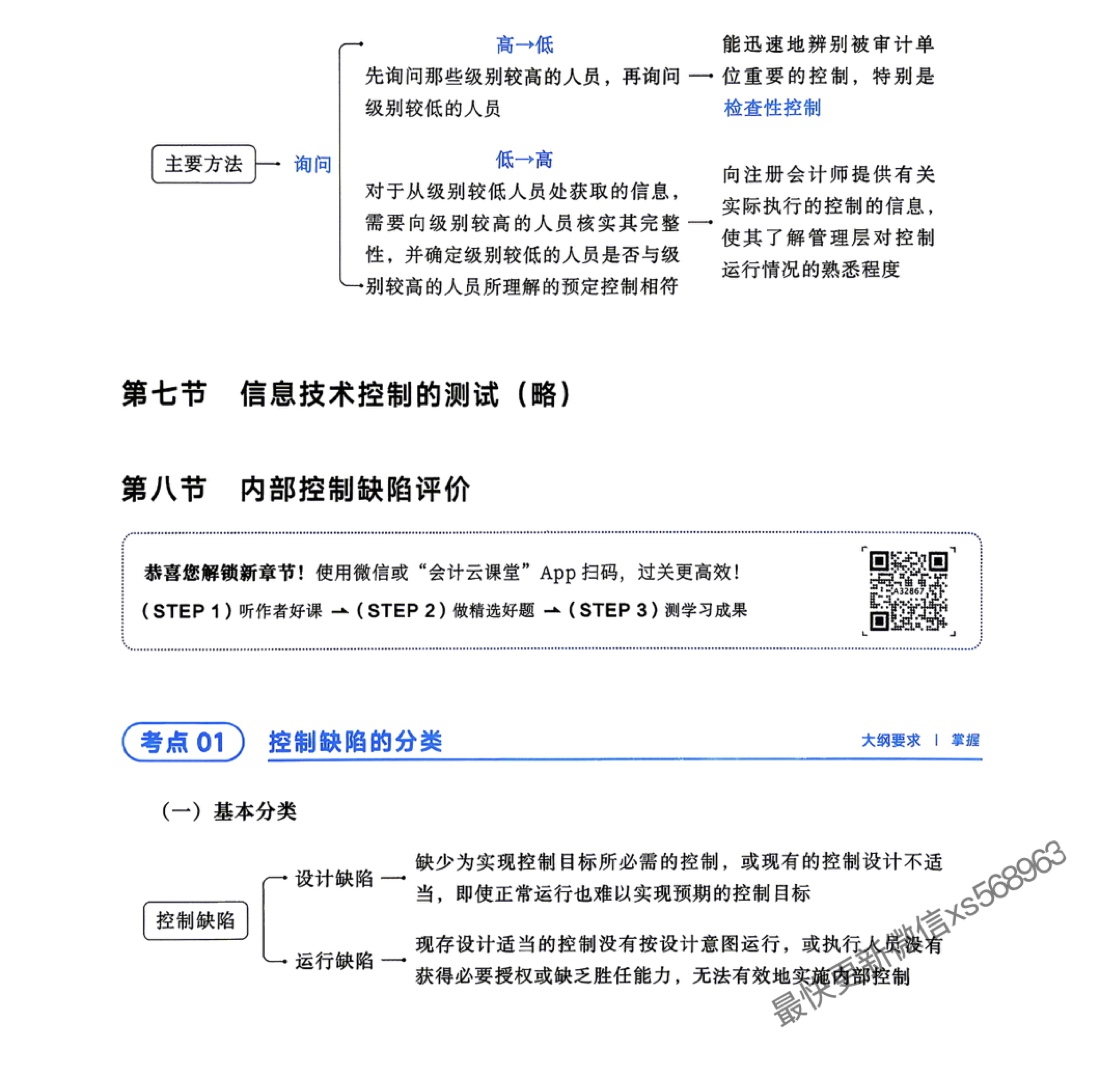 高→低
先询问那些级别较高的人员，再询问
级别较低的人员
能迅速地辨别被审计单
位重要的控制，特别是
检查性控制
主要方法
询问
低→高
对于从级别较低人员处获取的信息，
需要向级别较高的人员核实其完整
性，并确定级别较低的人员是否与级
别较高的人员所理解的预定控制相符
向注册会计师提供有关
实际执行的控制的信息，
使其了解管理层对控制
运行情况的熟悉程度
第七节 信息技术控制的测试（略）
第八节 内部控制缺陷评价
恭喜您解锁新章节！使用微信或“会计云课堂”App 扫码，过关更高效！
（STEP 1）听作者好课 ⇀（STEP 2）做精选好题 ⇀（STEP 3）测学习成果
A32867
考点 01 控制缺陷的分类 大纲要求 | 掌握
（一）基本分类
控制缺陷
设计缺陷
缺少为实现控制目标所必需的控制，或现有的控制设计不适
当，即使正常运行也难以实现预期的控制目标
运行缺陷
现存设计适当的控制没有按设计意图运行，或执行人员没有
获得必要授权或缺乏胜任能力，无法有效地实施内部控制
最快更新微信xs568963